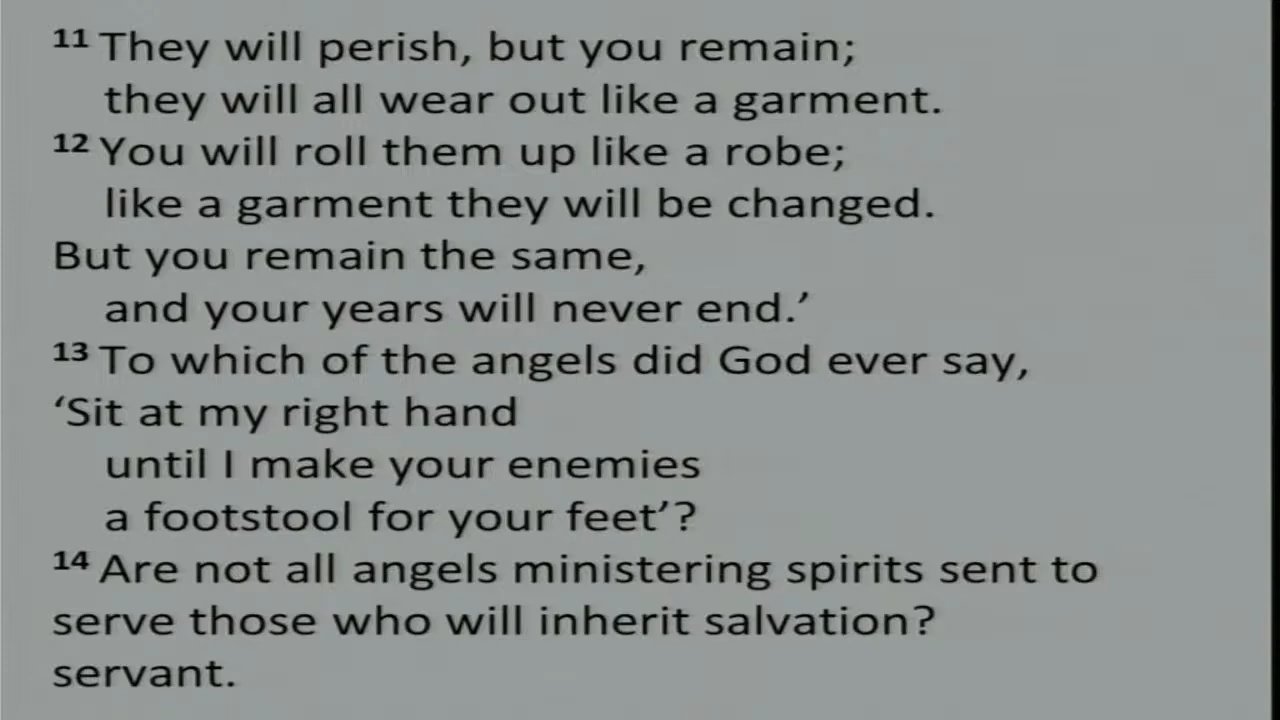 11 They will perish, but you remain;
they will all wear out like a garment.
12 You will roll them up like a robe;
like a garment they will be changed.
But you remain the same,
and your years will never end.’
13 To which of the angels did God ever say,
‘Sit at my right hand
until I make your enemies
a footstool for your feet’?
14 Are not all angels ministering spirits sent to
serve those who will inherit salvation?
servant.